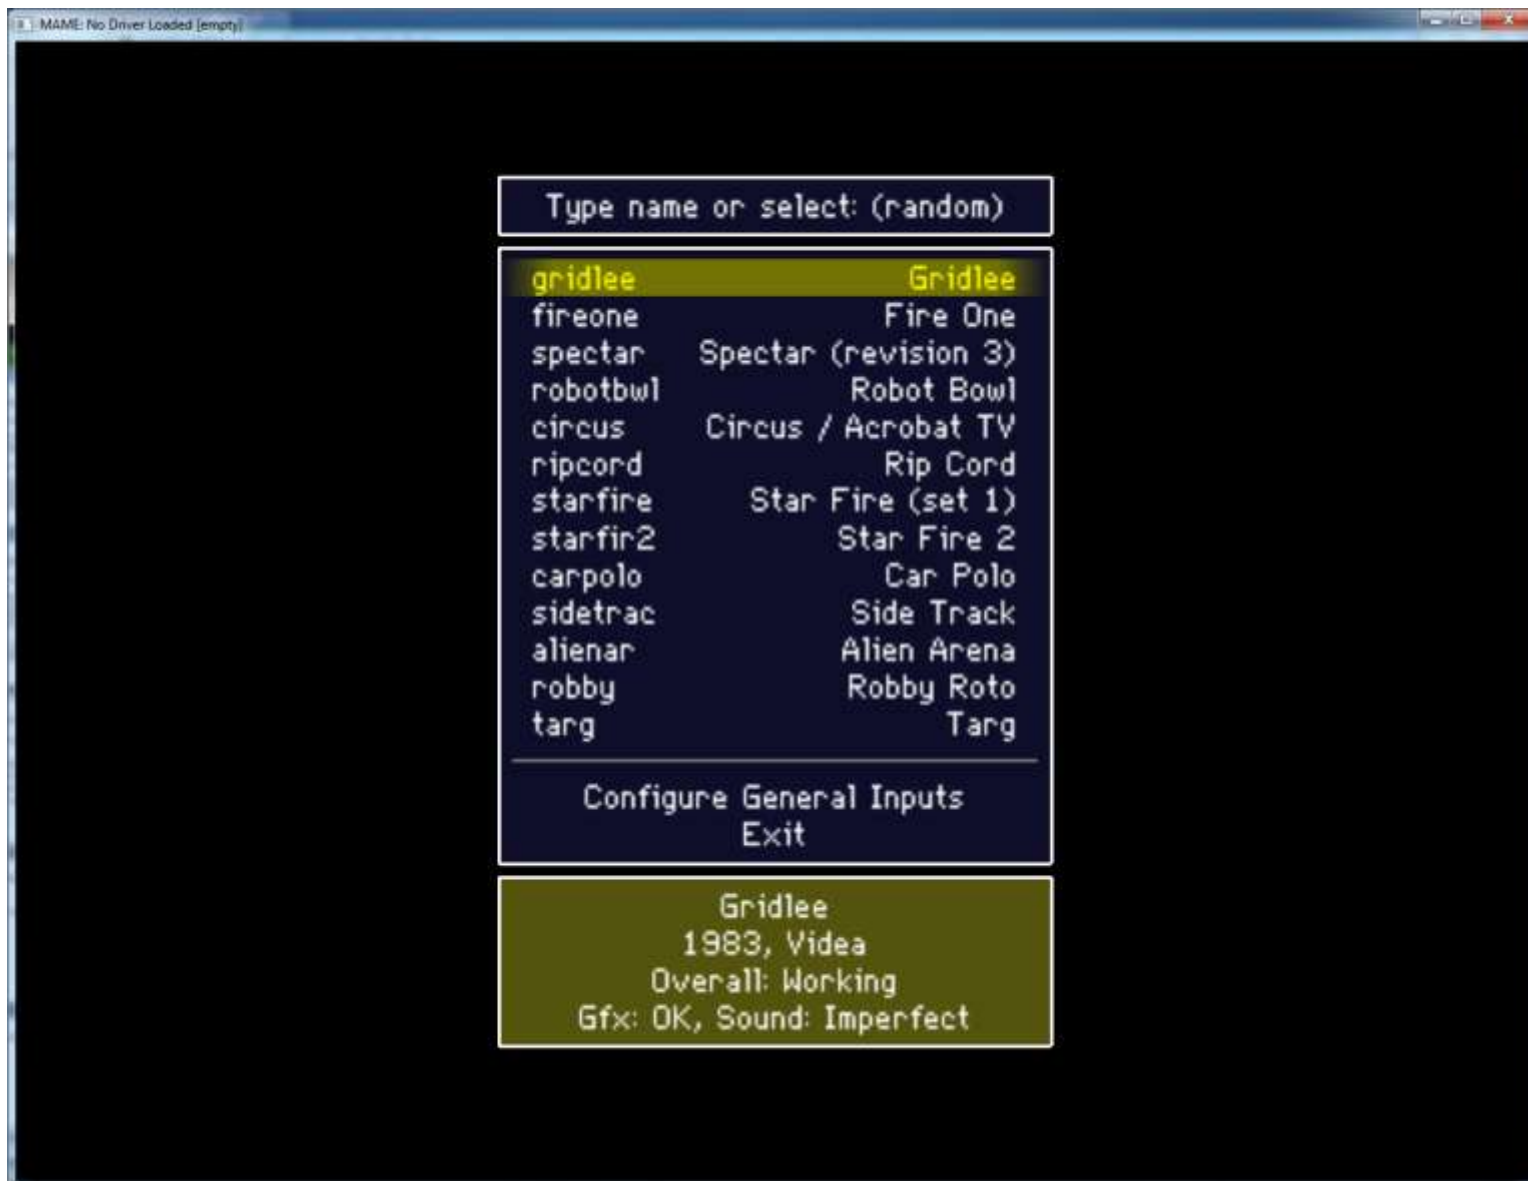 MAME: No Driver Loaded [empty]
Type name or select: (random)
gridlee Gridlee
fireone Fire One
spectar Spectar (revision 3)
robotbwl Robot Bowl
circus Circus / Acrobat TV
ripcord Rip Cord
starfire Star Fire (set 1)
starfir2 Star Fire 2
carpolo Car Polo
sidetrac Side Track
alienar Alien Arena
robby Robby Roto
targ Targ
Configure General Inputs
Exit
Gridlee
1983, Videa
Overall: Working
Gfx: OK, Sound: Imperfect